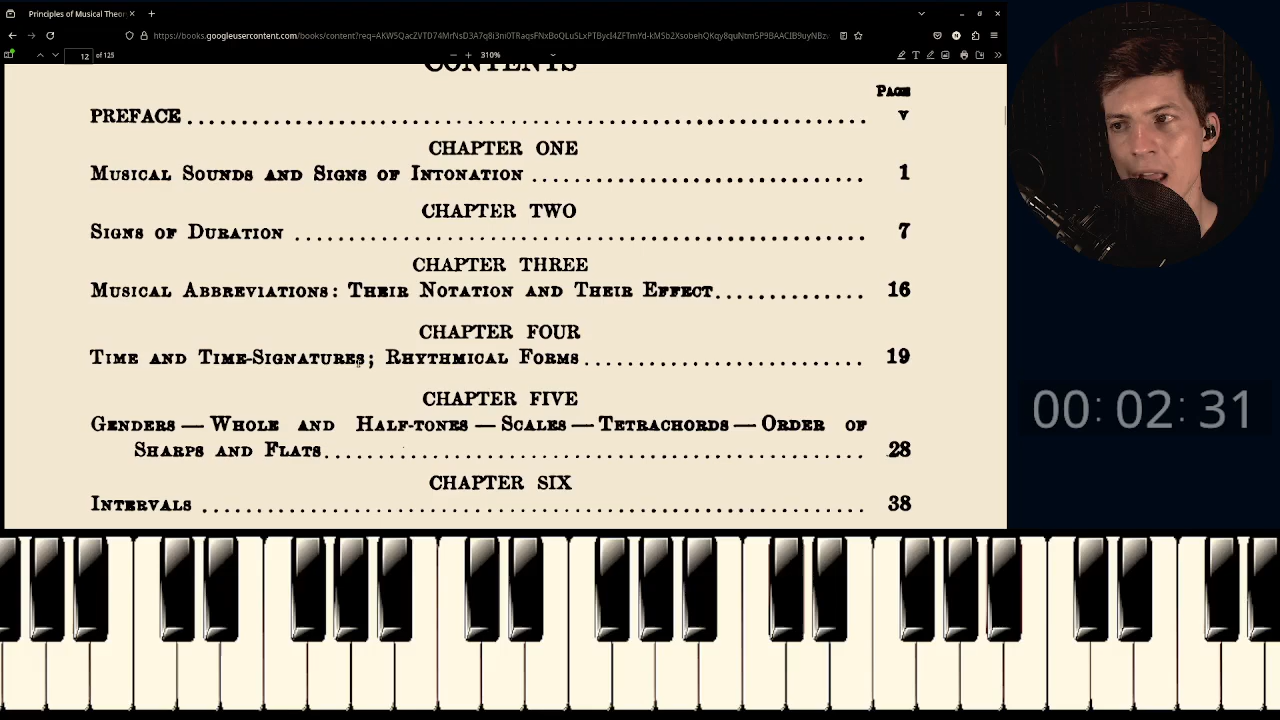 Principles of Musical Theor
12 of 125
310%
CONTENTS
PAGE
PREFACE v
CHAPTER ONE
MUSICAL SOUNDS AND SIGNS OF INTONATION 1
CHAPTER TWO
SIGNS OF DURATION 7
CHAPTER THREE
MUSICAL ABBREVIATIONS: THEIR NOTATION AND THEIR EFFECT 16
CHAPTER FOUR
TIME AND TIME-SIGNATURES; RHYTHMICAL FORMS 19
CHAPTER FIVE
GENDERS — WHOLE AND HALF-TONES — SCALES — TETRACHORDS — ORDER OF
SHARPS AND FLATS 28
CHAPTER SIX
INTERVALS 38
00:02:31